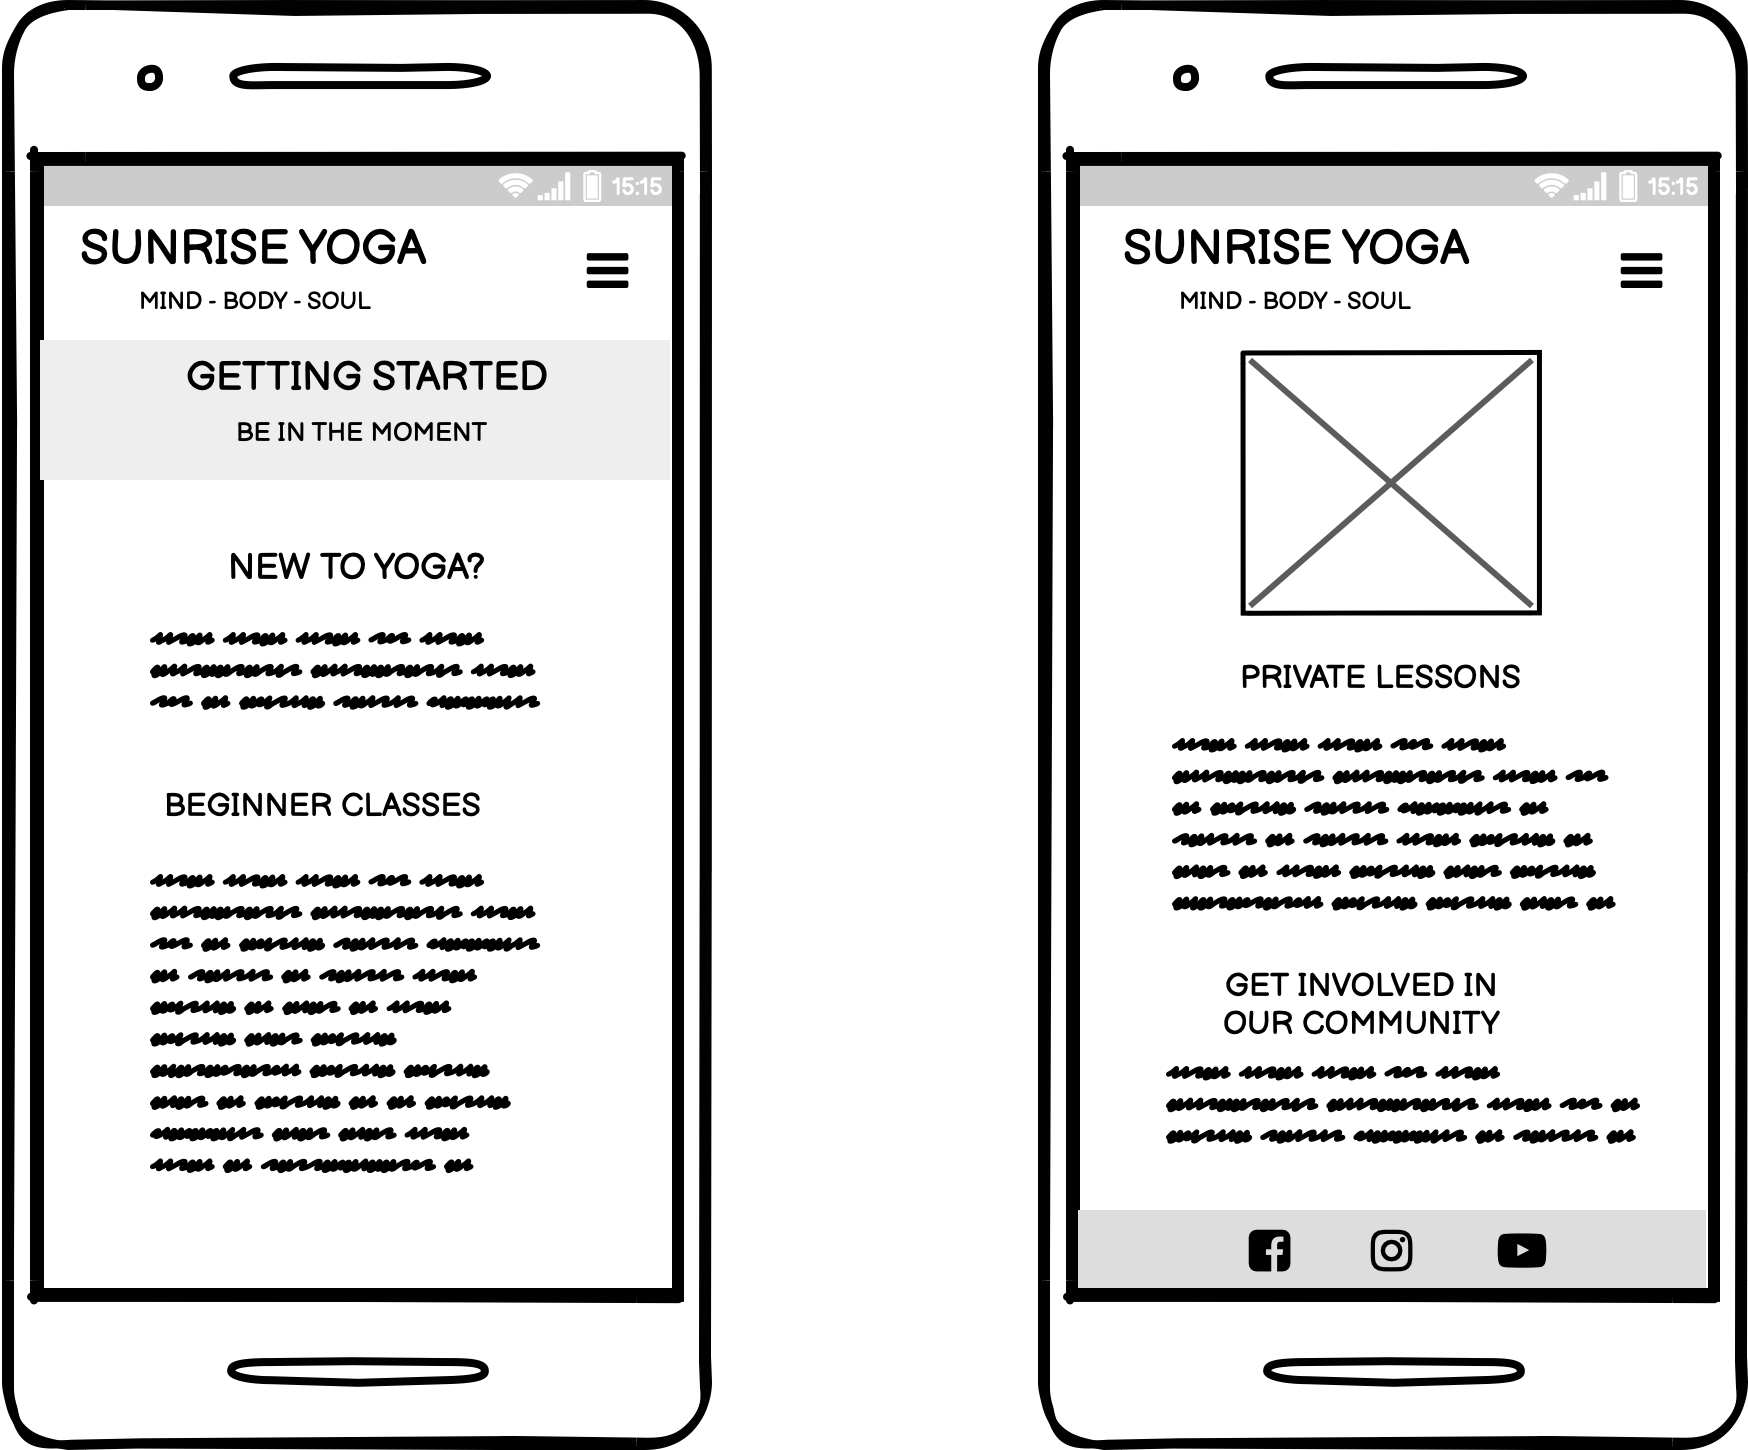 15:15
SUNRISE YOGA
MIND - BODY - SOUL
GETTING STARTED
BE IN THE MOMENT
NEW TO YOGA?
BEGINNER CLASSES
15:15
SUNRISE YOGA
MIND - BODY - SOUL
PRIVATE LESSONS
GET INVOLVED IN
OUR COMMUNITY